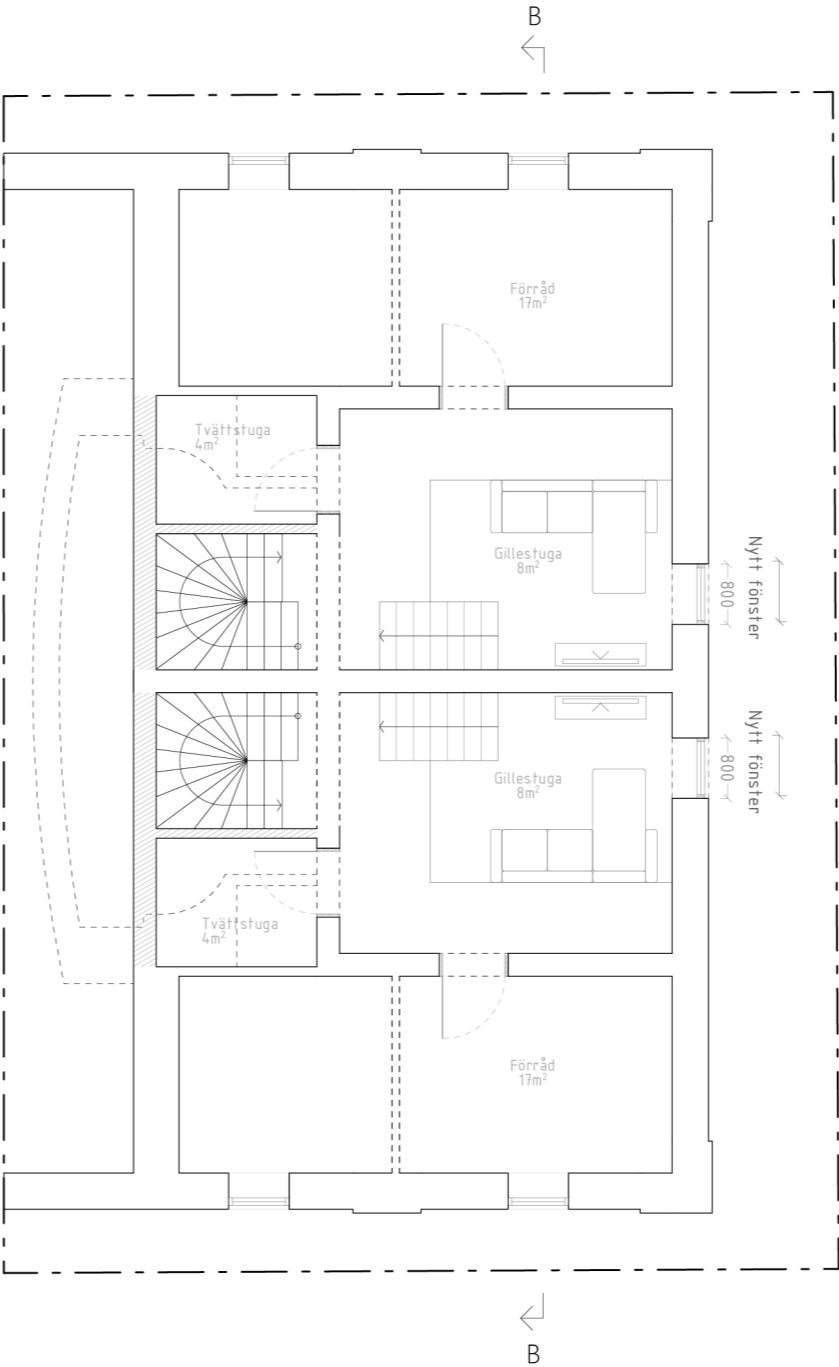 B
Förråd
17m²
Tvättstuga
4m²
Gillestuga
8m²
Nytt fönster
800
Nytt fönster
800
Gillestuga
8m²
Tvättstuga
4m²
Förråd
17m²
B